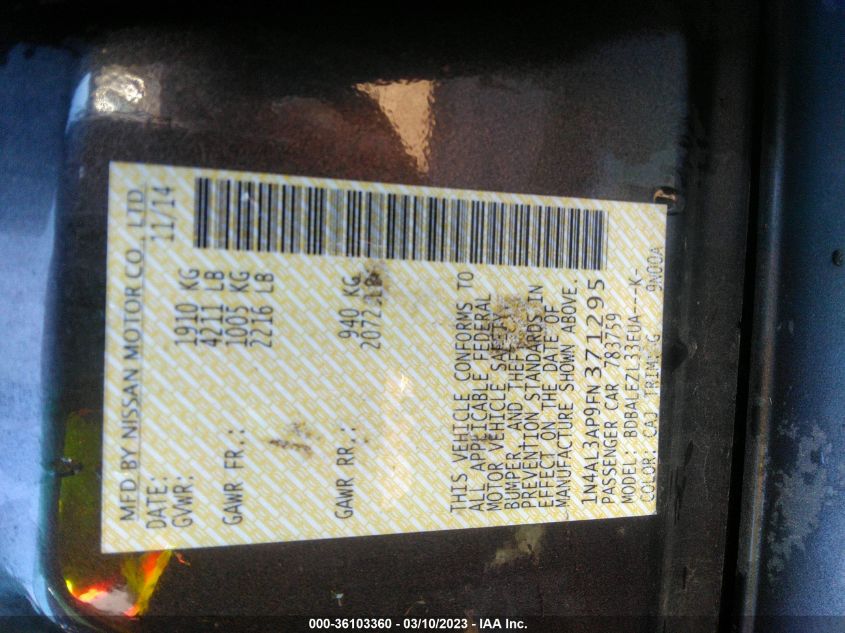 MFD BY NISSAN MOTOR CO., LTD.
DATE: 11/14
GVWR: 1910 KG
4211 LB
GAWR FR.: 1005 KG
2216 LB
GAWR RR.: 940 KG
2072 LB
THIS VEHICLE CONFORMS TO
ALL APPLICABLE FEDERAL
MOTOR VEHICLE SAFETY
BUMPER, AND THEFT
PREVENTION STANDARDS IN
EFFECT ON THE DATE OF
MANUFACTURE SHOWN ABOVE.
1N4AL3AP9FN371295
PASSENGER CAR 783759
MODEL: BDBALEZL33EUA---K-
COLOR: CAJ TRIM: G 9N00A
000-36103360 - 03/10/2023 - IAA Inc.